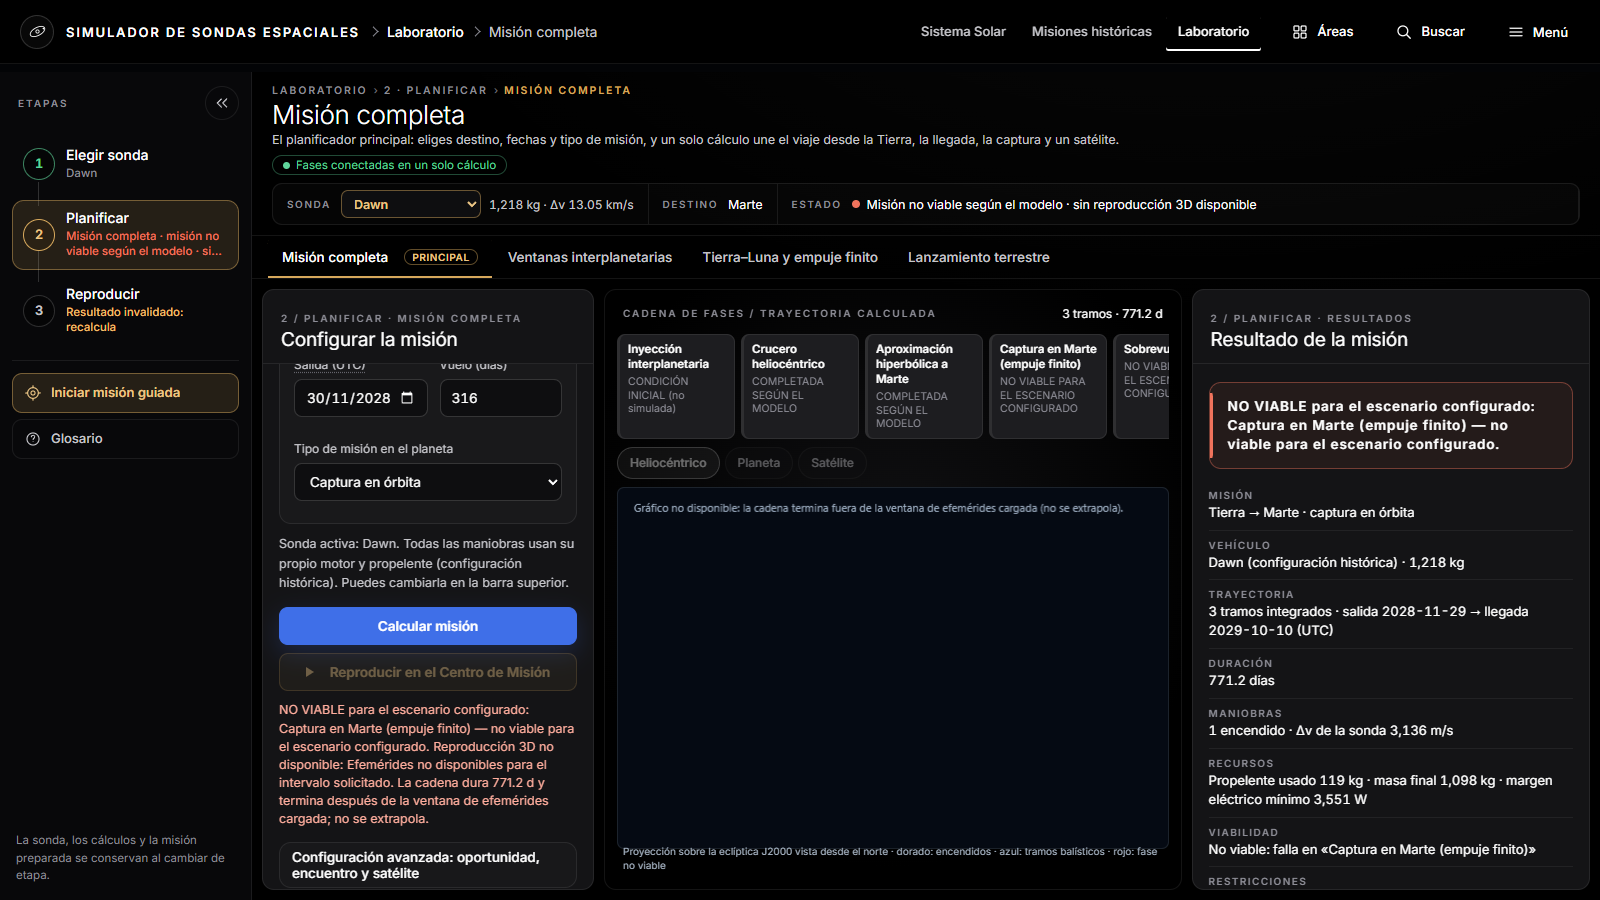 SIMULADOR DE SONDAS ESPACIALES > Laboratorio > Misión completa
Sistema Solar
Misiones históricas
Laboratorio
Áreas
Buscar
Menú
ETAPAS
1
Elegir sonda
Dawn
2
Planificar
Misión completa · misión no
viable según el modelo · si...
3
Reproducir
Resultado invalidado:
recalcula
Iniciar misión guiada
Glosario
La sonda, los cálculos y la misión
preparada se conservan al cambiar de
etapa.
LABORATORIO > 2 · PLANIFICAR > MISIÓN COMPLETA
Misión completa
El planificador principal: eliges destino, fechas y tipo de misión, y un solo cálculo une el viaje desde la Tierra, la llegada, la captura y un satélite.
Fases conectadas en un solo cálculo
SONDA
Dawn
1,218 kg · Δv 13.05 km/s
DESTINO Marte
ESTADO
Misión no viable según el modelo · sin reproducción 3D disponible
Misión completa
PRINCIPAL
Ventanas interplanetarias
Tierra–Luna y empuje finito
Lanzamiento terrestre
2 / PLANIFICAR · MISIÓN COMPLETA
Configurar la misión
Salida (UTC)
Vuelo (días)
30/11/2028
316
Tipo de misión en el planeta
Captura en órbita
Sonda activa: Dawn. Todas las maniobras usan su
propio motor y propelente (configuración
histórica). Puedes cambiarla en la barra superior.
Calcular misión
Reproducir en el Centro de Misión
NO VIABLE para el escenario configurado:
Captura en Marte (empuje finito) — no viable para
el escenario configurado. Reproducción 3D no
disponible: Efemérides no disponibles para el
intervalo solicitado. La cadena dura 771.2 d y
termina después de la ventana de efemérides
cargada; no se extrapola.
Configuración avanzada: oportunidad,
encuentro y satélite
CADENA DE FASES / TRAYECTORIA CALCULADA
3 tramos · 771.2 d
Inyección
interplanetaria
CONDICIÓN
INICIAL (no
simulada)
Crucero
heliocéntrico
COMPLETADA
SEGÚN EL
MODELO
Aproximación
hiperbólica a
Marte
COMPLETADA
SEGÚN EL
MODELO
Captura en Marte
(empuje finito)
NO VIABLE PARA
EL ESCENARIO
CONFIGURADO
Sobrevu
NO VIA
EL ESCEN
CONFIGU
Heliocéntrico
Planeta
Satélite
Gráfico no disponible: la cadena termina fuera de la ventana de efemérides cargada (no se extrapola).
Proyección sobre la eclíptica J2000 vista desde el norte · dorado: encendidos · azul: tramos balísticos · rojo: fase
no viable
2 / PLANIFICAR · RESULTADOS
Resultado de la misión
NO VIABLE para el escenario configurado:
Captura en Marte (empuje finito) — no
viable para el escenario configurado.
MISIÓN
Tierra → Marte · captura en órbita
VEHÍCULO
Dawn (configuración histórica) · 1,218 kg
TRAYECTORIA
3 tramos integrados · salida 2028-11-29 → llegada
2029-10-10 (UTC)
DURACIÓN
771.2 días
MANIOBRAS
1 encendido · Δv de la sonda 3,136 m/s
RECURSOS
Propelente usado 119 kg · masa final 1,098 kg · margen
eléctrico mínimo 3,551 W
VIABILIDAD
No viable: falla en «Captura en Marte (empuje finito)»
RESTRICCIONES